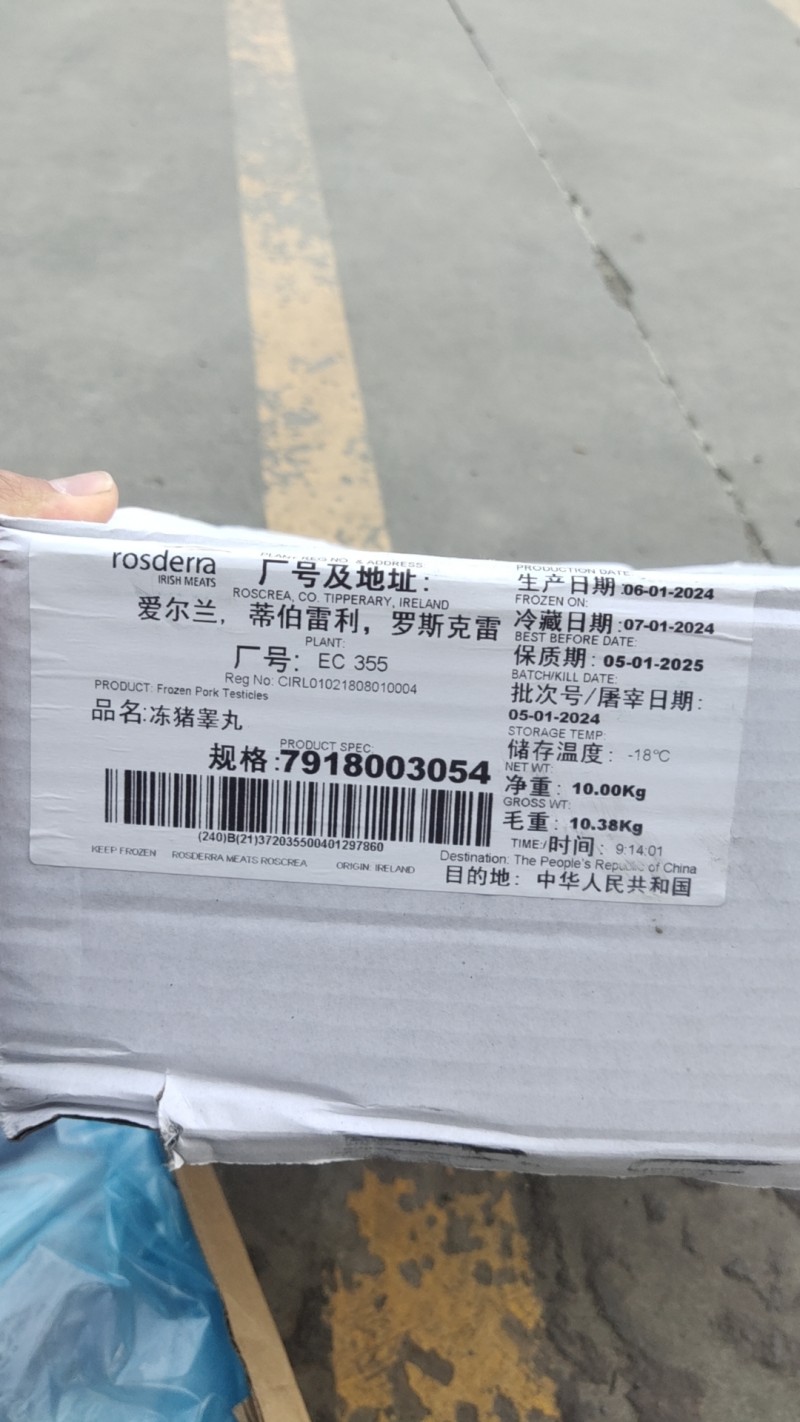 rosderra
IRISH MEATS
PLANT REG NO. & ADDRESS
厂号及地址:
ROSCREA, CO. TIPPERARY, IRELAND
爱尔兰, 蒂伯雷利, 罗斯克雷
PLANT:
厂号: EC 355
Reg No: CIRL01021808010004
PRODUCT: Frozen Pork Testicles
品名:冻猪睾丸
PRODUCT SPEC:
规格:7918003054
(240)B(21)372035500401297860
KEEP FROZEN ROSDERRA MEATS ROSCREA ORIGIN: IRELAND
PRODUCTION DATE
生产日期:06-01-2024
FROZEN ON:
冷藏日期:07-01-2024
BEST BEFORE DATE:
保质期: 05-01-2025
BATCH/KILL DATE:
批次号/屠宰日期:
05-01-2024
STORAGE TEMP:
储存温度: -18℃
NET WT:
净重: 10.00Kg
GROSS WT:
毛重: 10.38Kg
TIME:/时间: 9:14:01
Destination: The People's Republic of China
目的地: 中华人民共和国